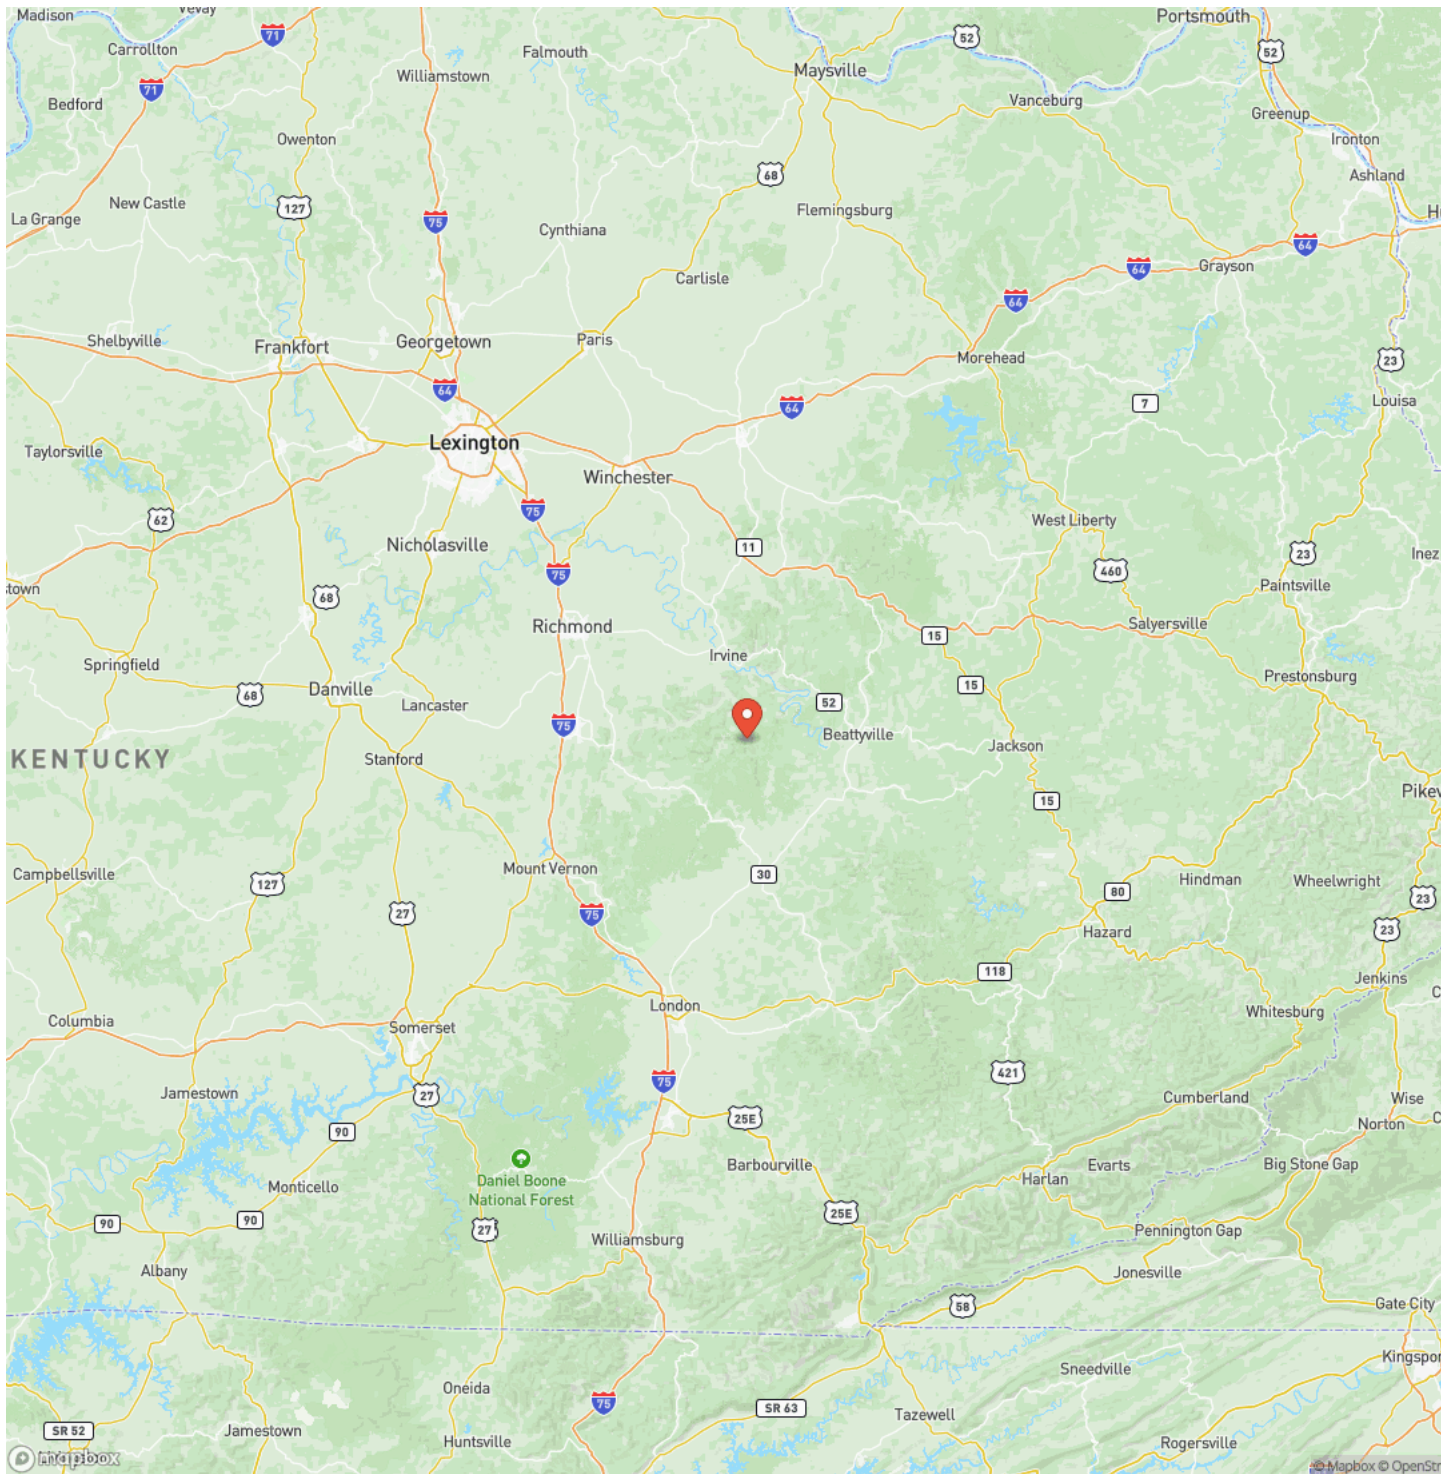 Madison
Vevay
Portsmouth
71
52
Carrollton
Falmouth
52
Williamstown
Maysville
71
Bedford
Vanceburg
Greenup
Owenton
Ironton
68
Ashland
New Castle
127
Flemingsburg
La Grange
75
Cynthiana
H
64
64
Grayson
Carlisle
64
Shelbyville
Georgetown
Paris
Frankfort
Morehead
23
64
Louisa
7
64
Lexington
Taylorsville
Winchester
75
62
West Liberty
Nicholasville
11
23
Inez
75
460
Paintsville
stown
68
Richmond
Salyersville
15
Irvine
Springfield
Prestonsburg
15
Danville
68
Lancaster
52
75
Beattyville
Jackson
KENTUCKY
Stanford
Pikev
15
Mount Vernon
Campbellsville
30
Hindman
Wheelwright
127
80
23
27
75
Hazard
23
118
Jenkins
C
London
Whitesburg
Columbia
Somerset
421
75
Jamestown
27
Cumberland
Wise
25E
Norton
C
90
Barbourville
Evarts
Big Stone Gap
Daniel Boone
National Forest
Harlan
Monticello
25E
90
90
27
Pennington Gap
Williamsburg
Albany
Jonesville
58
Gate City
Kingspor
Sneedville
Oneida
75
SR 63
Tazewell
SR 52
Jamestown
Huntsville
Rogersville
mapbox
© Mapbox © OpenStr